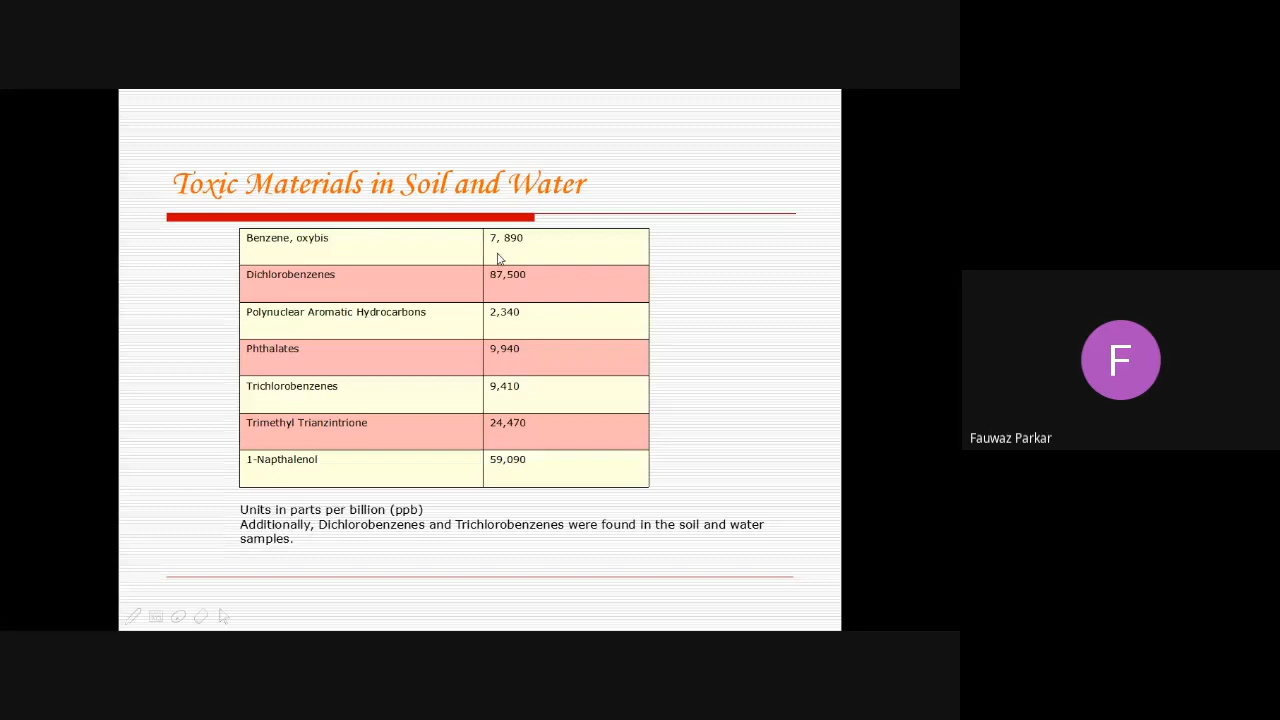 Toxic Materials in Soil and Water
Benzene, oxybis 7, 890
Dichlorobenzenes 87,500
Polynuclear Aromatic Hydrocarbons 2,340
Phthalates 9,940
Trichlorobenzenes 9,410
Trimethyl Trianzintrione 24,470
1-Napthalenol 59,090
Units in parts per billion (ppb)
Additionally, Dichlorobenzenes and Trichlorobenzenes were found in the soil and water
samples.
F
Fauwaz Parkar